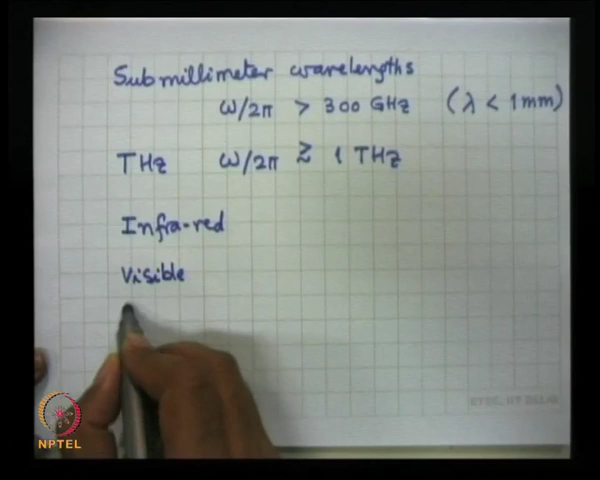 Submillimeter wavelengths
ω/2π > 300 GHz (λ < 1mm)
THz ω/2π ≳ 1 THz
Infra-red
Visible
NPTEL